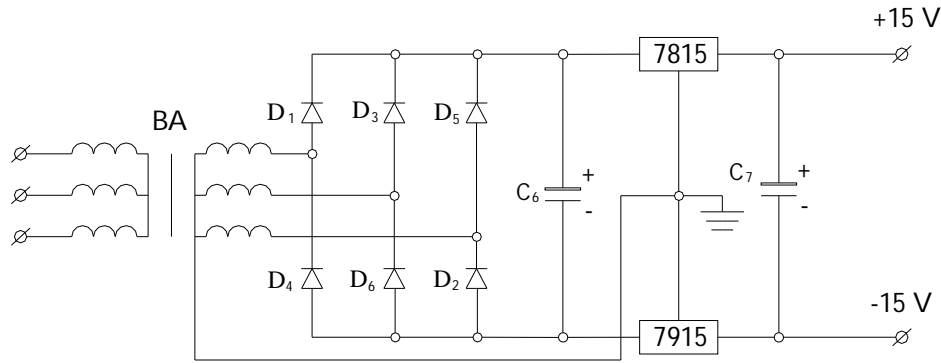 +15 V
7815
D₁
D₃
D₅
BA
C₆
+
-
C₇
+
-
D₄
D₆
D₂
-15 V
7915